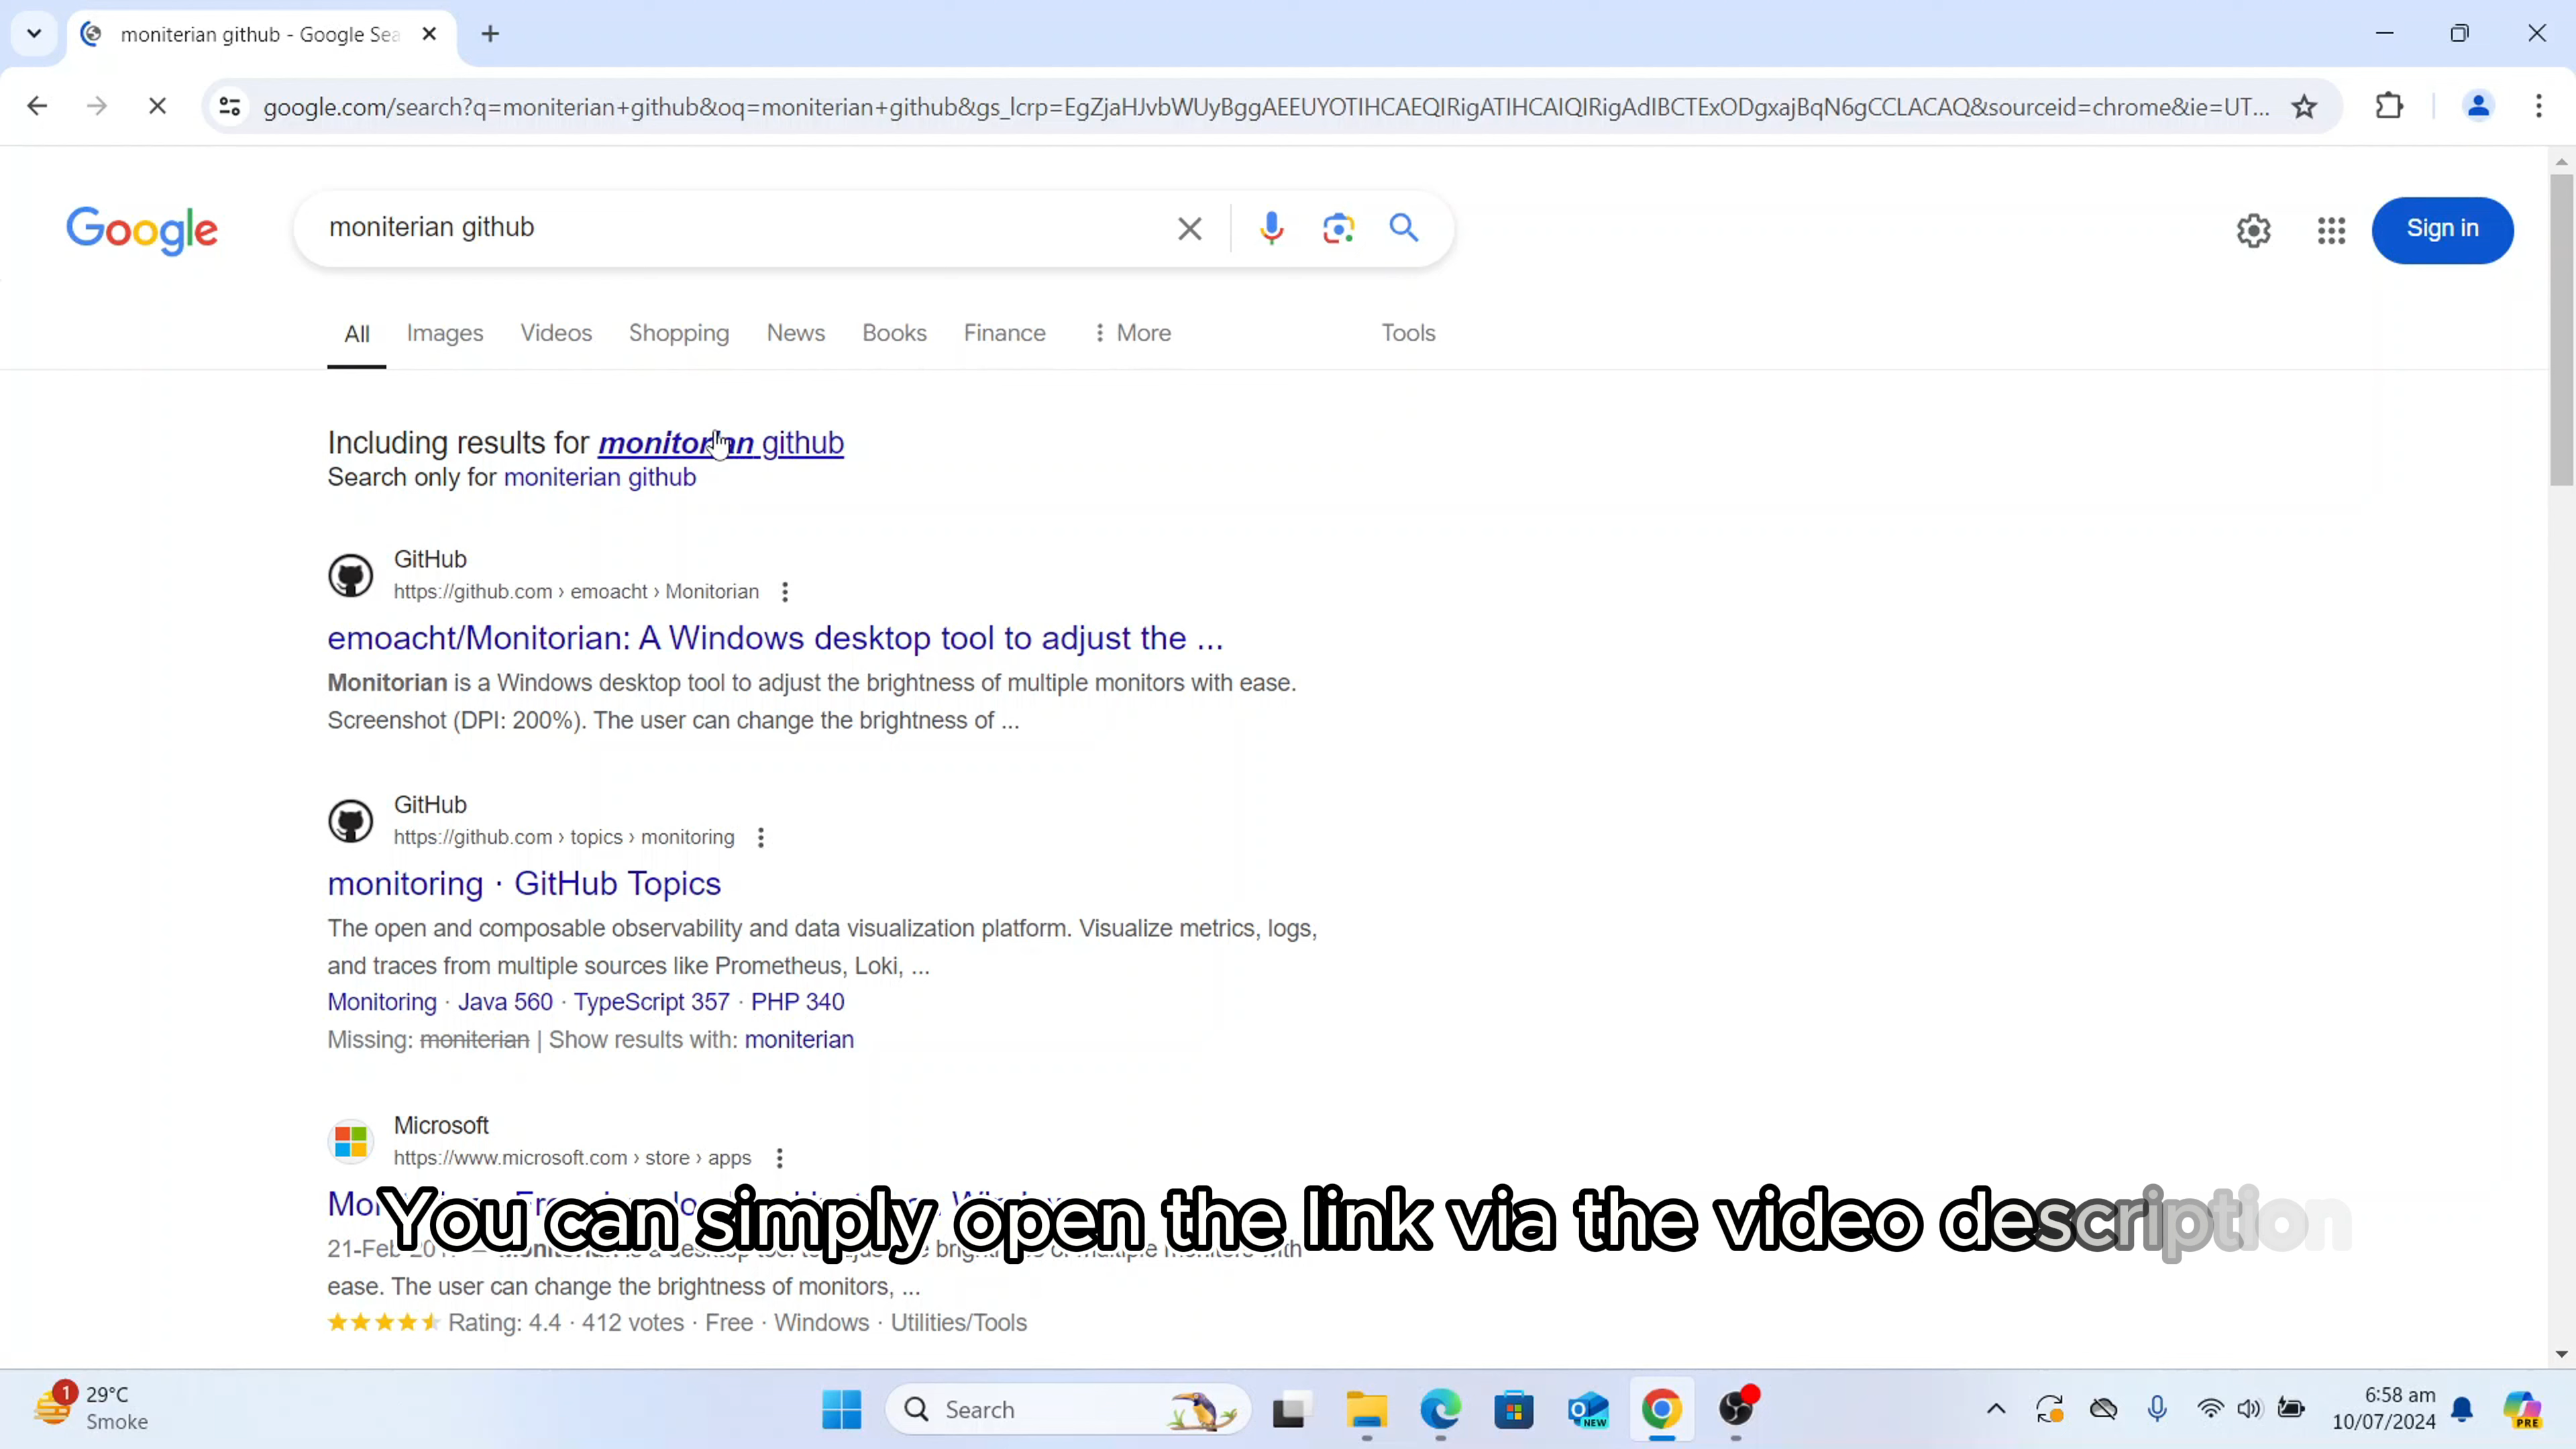 moniterian github - Google Sea
google.com/search?q=moniterian+github&oq=moniterian+github&gs_lcrp=EgZjaHJvbWUyBggAEEUYOTIHCAEQIRigATIHCAIQIRigAdIBCTExODgxajBqN6gCCLACAQ&sourceid=chrome&ie=UT...
Google
moniterian github
Sign in
All Images Videos Shopping News Books Finance More Tools
Including results for monitorian github
Search only for moniterian github
GitHub
https://github.com › emoacht › Monitorian
emoacht/Monitorian: A Windows desktop tool to adjust the ...
Monitorian is a Windows desktop tool to adjust the brightness of multiple monitors with ease.
Screenshot (DPI: 200%). The user can change the brightness of ...
GitHub
https://github.com › topics › monitoring
monitoring · GitHub Topics
The open and composable observability and data visualization platform. Visualize metrics, logs,
and traces from multiple sources like Prometheus, Loki, ...
Monitoring · Java 560 · TypeScript 357 · PHP 340
Missing: moniterian | Show results with: moniterian
Microsoft
https://www.microsoft.com › store › apps
You can simply open the link via the video description
ease. The user can change the brightness of monitors, ...
Rating: 4.4 · 412 votes · Free · Windows · Utilities/Tools
1
29°C
Smoke
Search
NEW
6:58 am
10/07/2024
PRE